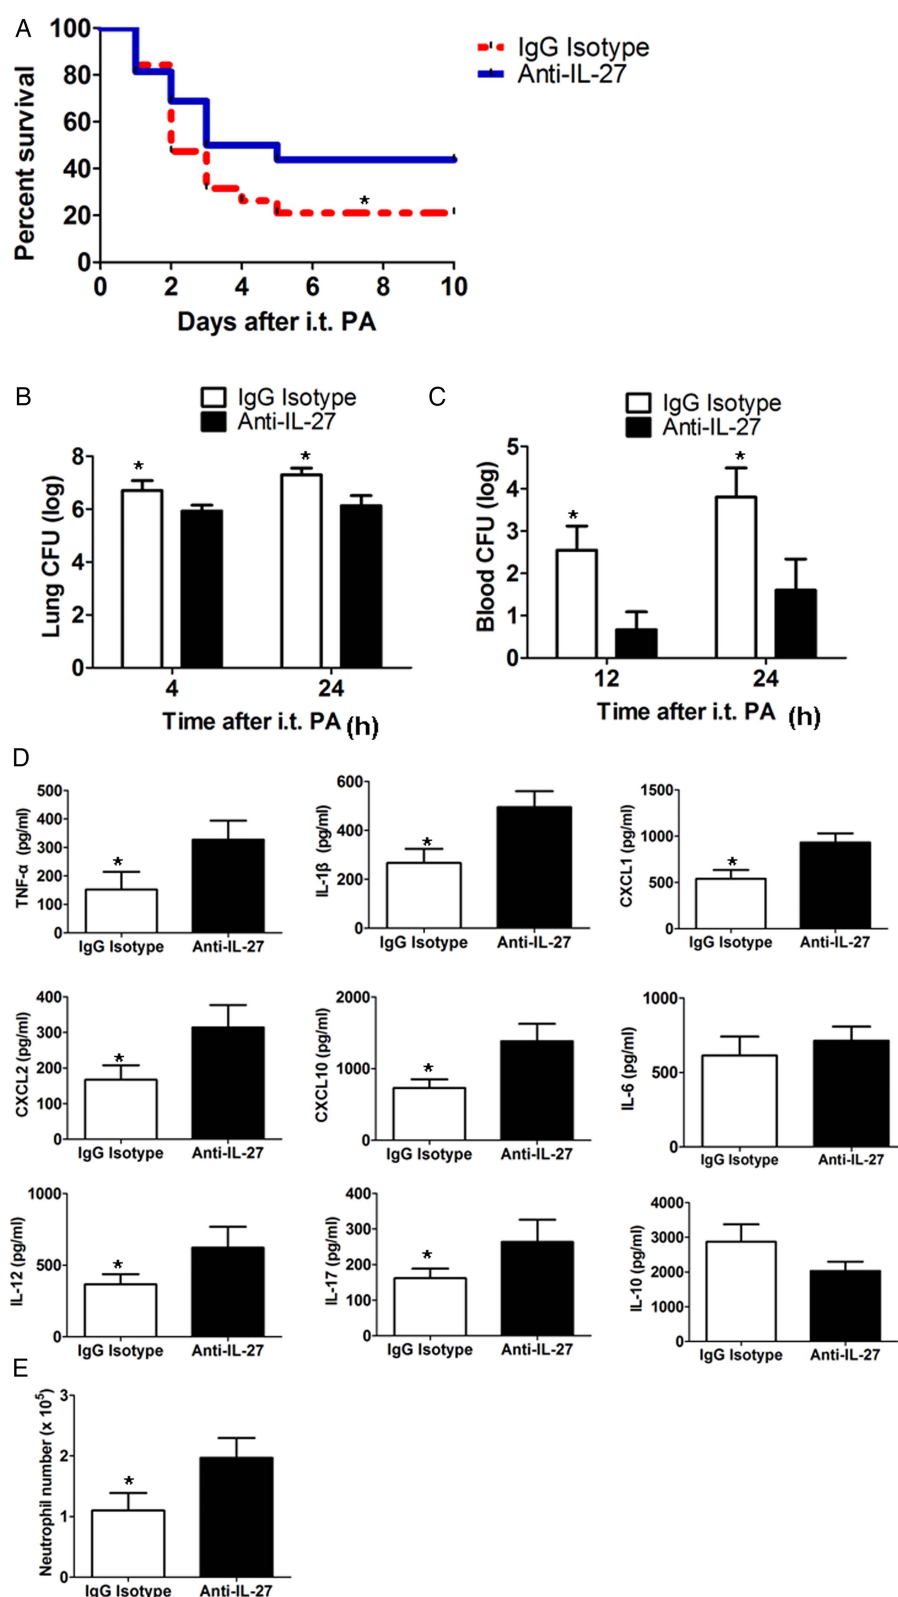 A
100
80
60
40
20
0
Percent survival
*
0 2 4 6 8 10
Days after i.t. PA
IgG Isotype
Anti-IL-27
B
IgG Isotype
Anti-IL-27
8
6
4
2
0
Lung CFU (log)
* *
4 24
Time after i.t. PA (h)
C
IgG Isotype
Anti-IL-27
5
4
3
2
1
0
Blood CFU (log)
* *
12 24
Time after i.t. PA (h)
D
500
400
300
200
100
0
TNF-α (pg/ml)
*
IgG Isotype Anti-IL-27
600
400
200
0
IL-1β (pg/ml)
*
IgG Isotype Anti-IL-27
1500
1000
500
0
CXCL1 (pg/ml)
*
IgG Isotype Anti-IL-27
400
300
200
100
0
CXCL2 (pg/ml)
*
IgG Isotype Anti-IL-27
2000
1000
0
CXCL10 (pg/ml)
*
IgG Isotype Anti-IL-27
1000
500
0
IL-6 (pg/ml)
IgG Isotype Anti-IL-27
1000
500
0
IL-12 (pg/ml)
*
IgG Isotype Anti-IL-27
400
300
200
100
0
IL-17 (pg/ml)
*
IgG Isotype Anti-IL-27
4000
3000
2000
1000
0
IL-10 (pg/ml)
IgG Isotype Anti-IL-27
E
3
2
1
0
Neutrophil number (x 10⁵)
*
IgG Isotype Anti-IL-27